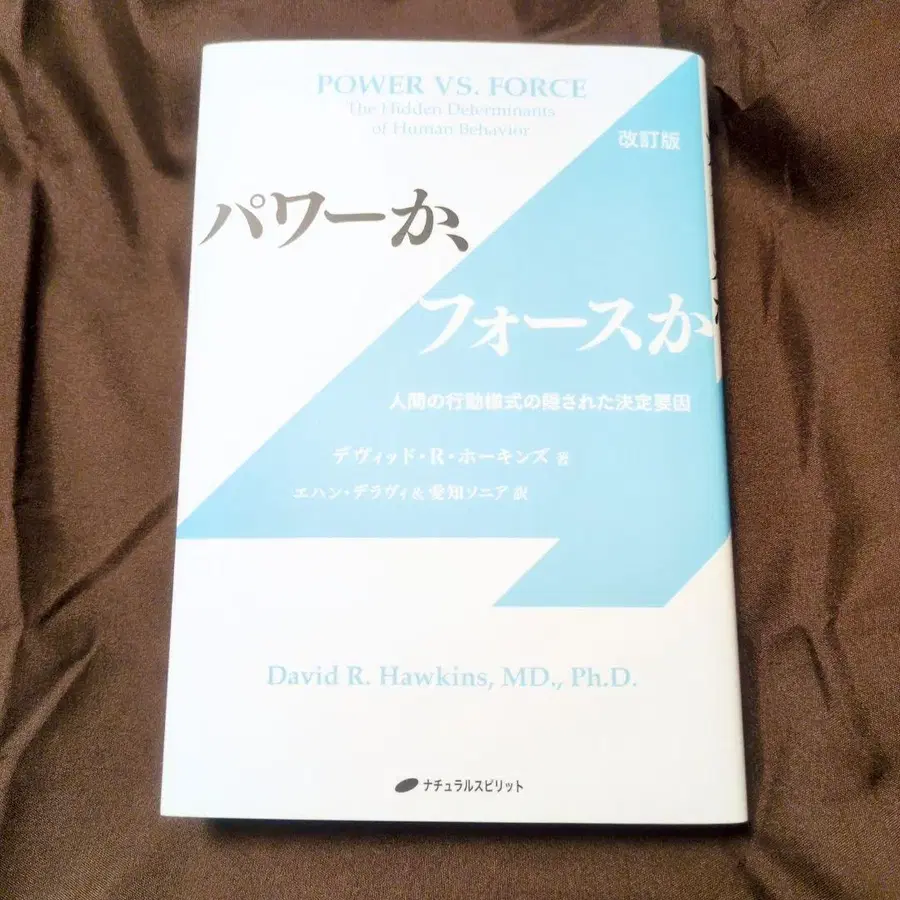 POWER VS. FORCE
The Hidden Determinants
of Human Behavior
改訂版
パワーか、
フォースか
人間の行動様式の隠された決定要因
デヴィッド・R・ホーキンズ 著
エハン・デラヴィ&愛知ソニア 訳
David R. Hawkins, MD., Ph.D.
ナチュラルスピリット